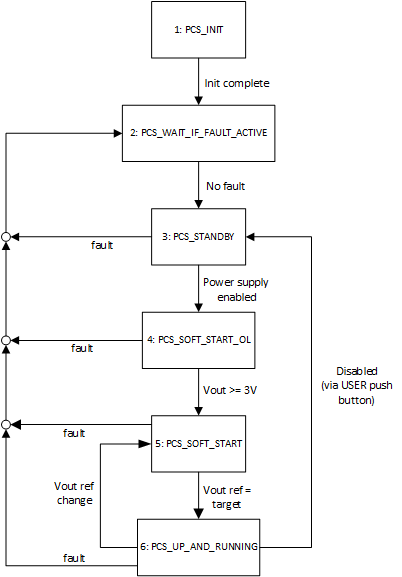 1: PCS_INIT
Init complete
2: PCS_WAIT_IF_FAULT_ACTIVE
No fault
3: PCS_STANDBY
fault
Power supply
enabled
4: PCS_SOFT_START_OL
fault
Disabled
(via USER push
button)
Vout >= 3V
fault
5: PCS_SOFT_START
Vout ref
change
Vout ref =
target
6: PCS_UP_AND_RUNNING
fault